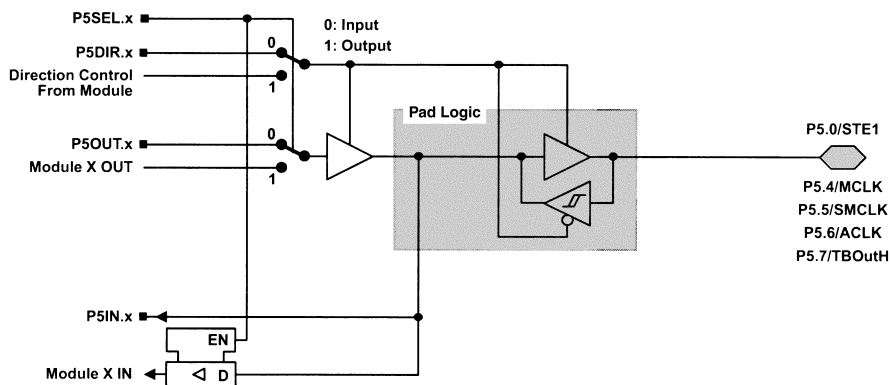 P5SEL.x
P5DIR.x
0
0: Input
1: Output
Direction Control
From Module
1
Pad Logic
P5OUT.x
0
Module X OUT
1
P5.0/STE1
P5.4/MCLK
P5.5/SMCLK
P5.6/ACLK
P5.7/TBOutH
P5IN.x
EN
Module X IN
D